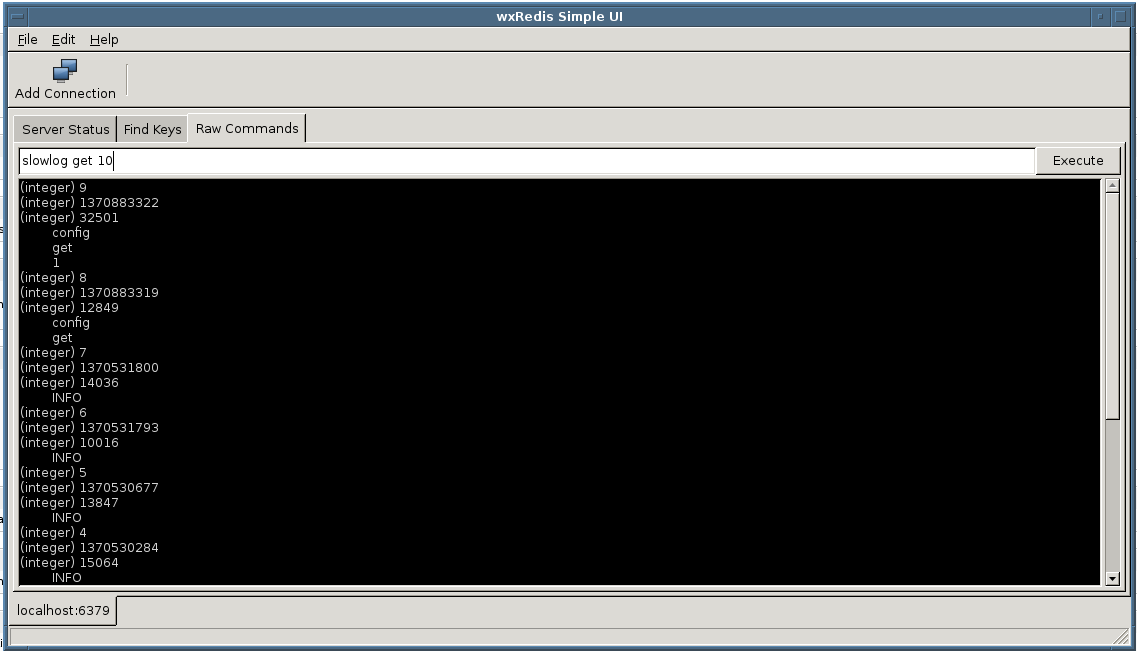 wxRedis Simple UI
File Edit Help
Add Connection
Server Status Find Keys Raw Commands
slowlog get 10 Execute
(integer) 9
(integer) 1370883322
(integer) 32501
config
get
1
(integer) 8
(integer) 1370883319
(integer) 12849
config
get
(integer) 7
(integer) 1370531800
(integer) 14036
INFO
(integer) 6
(integer) 1370531793
(integer) 10016
INFO
(integer) 5
(integer) 1370530677
(integer) 13847
INFO
(integer) 4
(integer) 1370530284
(integer) 15064
INFO
localhost:6379